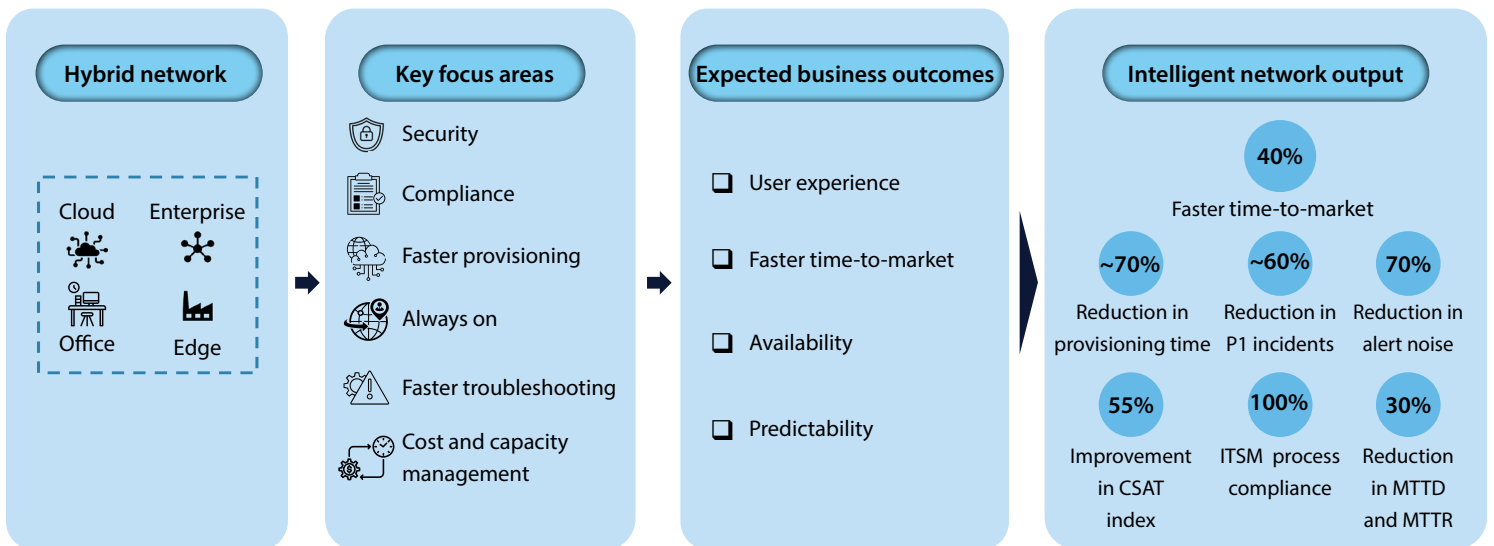 Hybrid network
Cloud
Enterprise
Office
Edge
Key focus areas
Security
Compliance
Faster provisioning
Always on
Faster troubleshooting
Cost and capacity
management
Expected business outcomes
User experience
Faster time-to-market
Availability
Predictability
Intelligent network output
40%
Faster time-to-market
~70%
Reduction in
provisioning time
~60%
Reduction in
P1 incidents
70%
Reduction in
alert noise
55%
Improvement
in CSAT
index
100%
ITSM process
compliance
30%
Reduction
in MTTD
and MTTR